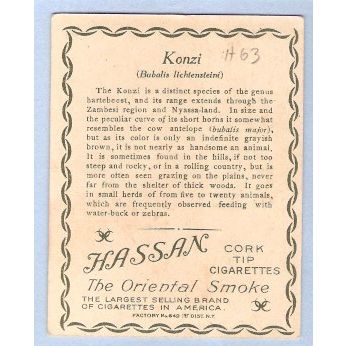 Konzi
H63
(Bubalis lichtensteini)
The Konzi is a distinct species of the genus
hartebeest, and its range extends through the
Zambesi region and Nyassa-land. In size and
the peculiar curve of its short horns it somewhat
resembles the cow antelope (bubalis major),
but as its color is only an indefinite grayish
brown, it is not nearly as handsome an animal.
It is sometimes found in the hills, if not too
steep and rocky, or in a rolling country, but is
more often seen grazing on the plains, never
far from the shelter of thick woods. It goes
in small herds of from five to twenty animals,
which are frequently observed feeding with
water-buck or zebras.
HASSAN
CORK
TIP
CIGARETTES
The Oriental Smoke
THE LARGEST SELLING BRAND
OF CIGARETTES IN AMERICA.
FACTORY No 649 1ST DIST. N.Y.